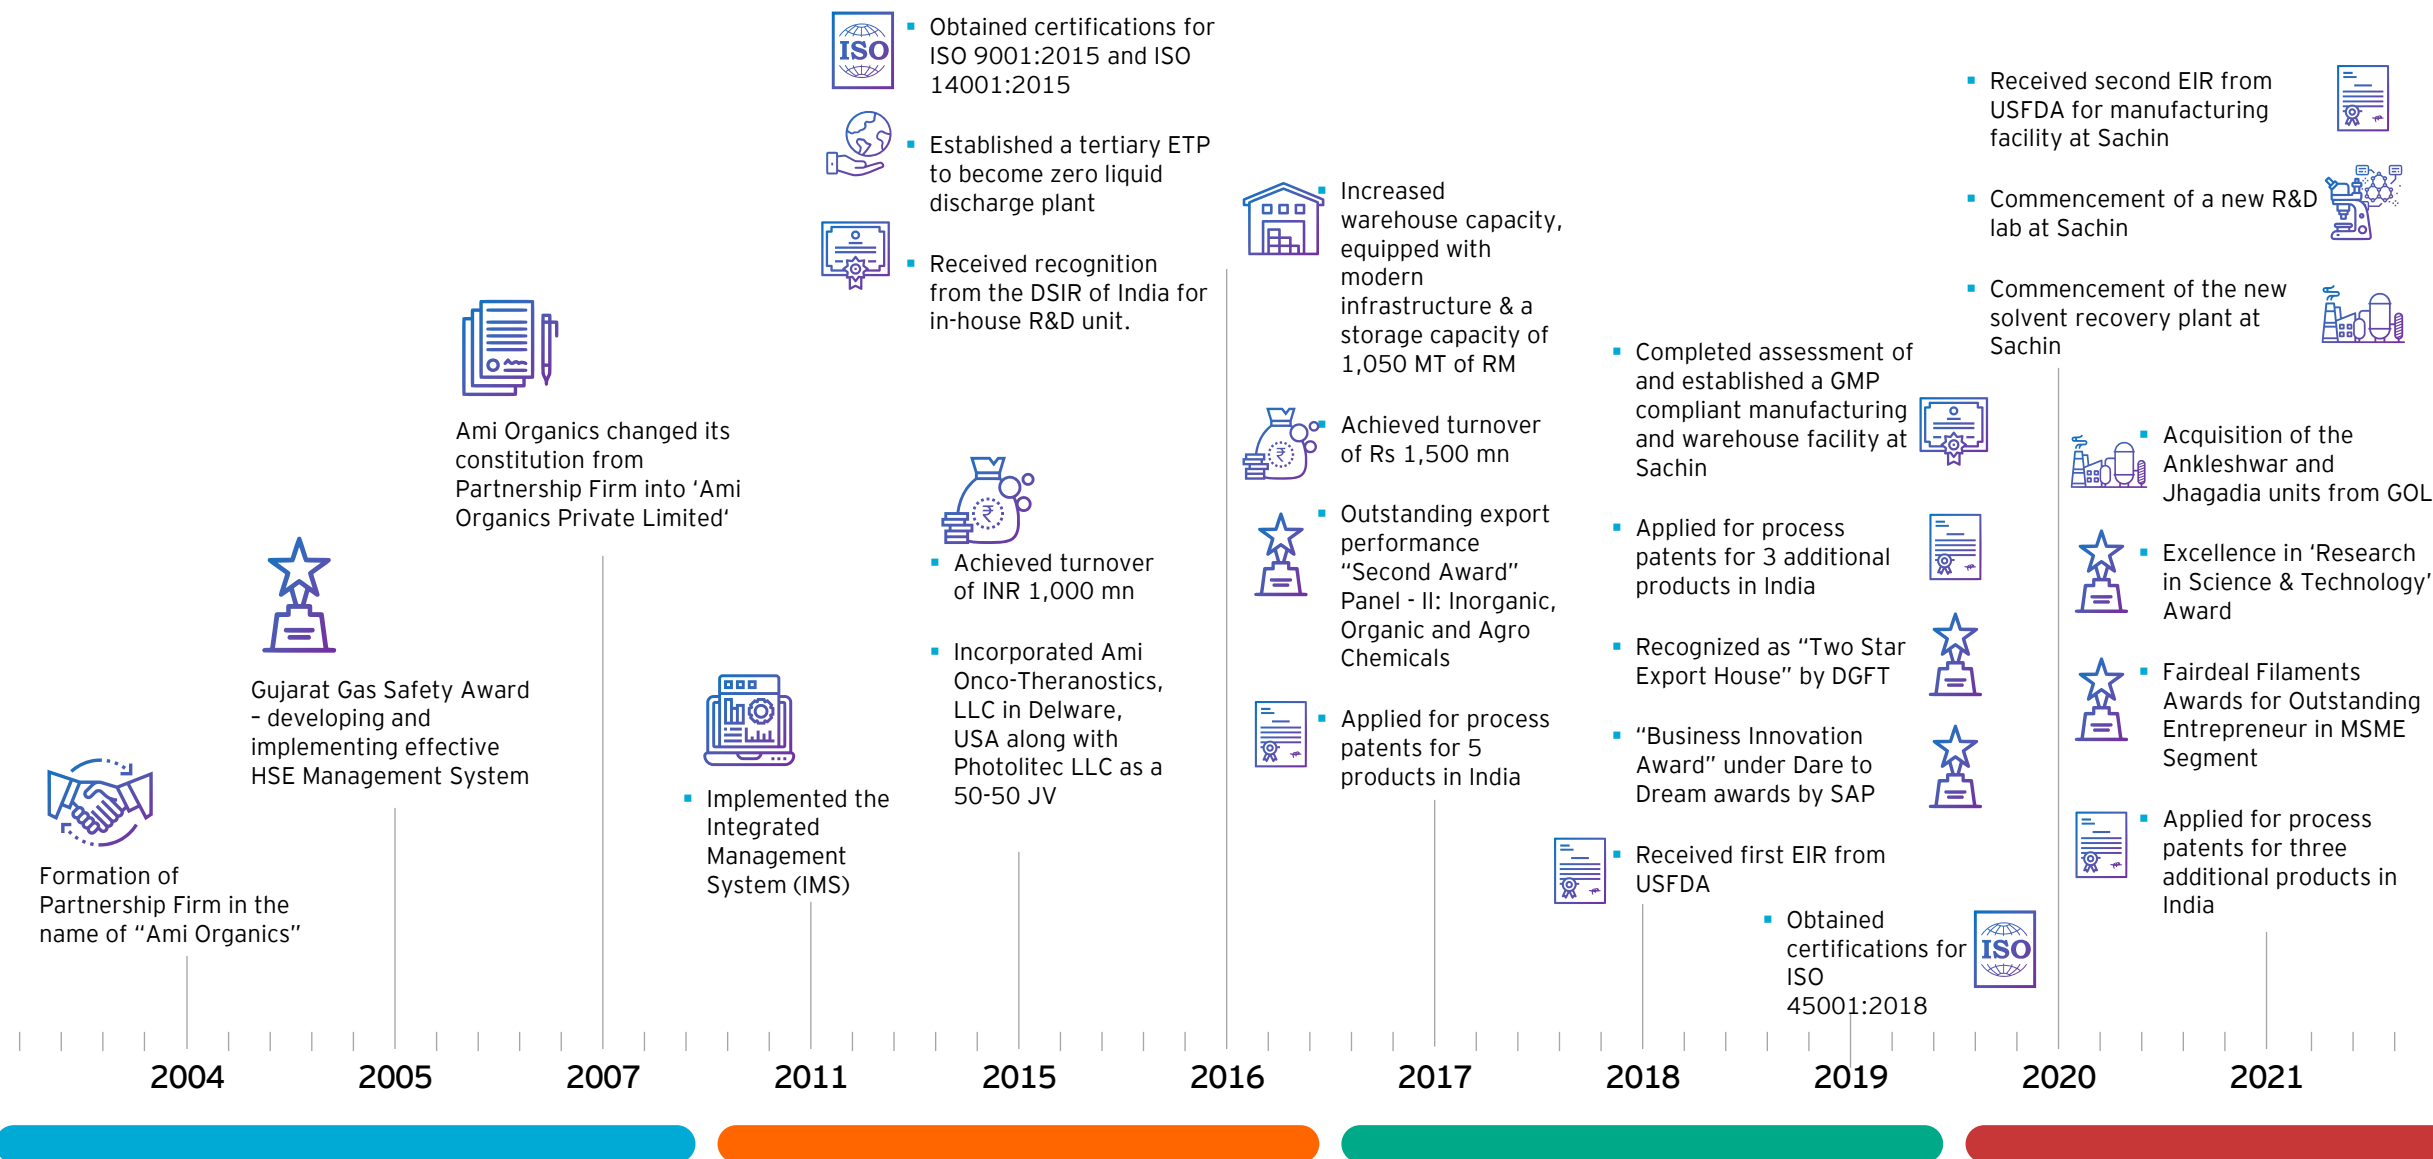 Formation of
Partnership Firm in the
name of “Ami Organics”
Gujarat Gas Safety Award
– developing and
implementing effective
HSE Management System
Ami Organics changed its
constitution from
Partnership Firm into ‘Ami
Organics Private Limited‘
Implemented the
Integrated
Management
System (IMS)
Achieved turnover
of INR 1,000 mn
Incorporated Ami
Onco-Theranostics,
LLC in Delware,
USA along with
Photolitec LLC as a
50-50 JV
ISO
Obtained certifications for
ISO 9001:2015 and ISO
14001:2015
Established a tertiary ETP
to become zero liquid
discharge plant
Received recognition
from the DSIR of India for
in-house R&D unit.
Increased
warehouse capacity,
equipped with
modern
infrastructure & a
storage capacity of
1,050 MT of RM
Achieved turnover
of Rs 1,500 mn
Outstanding export
performance
“Second Award”
Panel - II: Inorganic,
Organic and Agro
Chemicals
Applied for process
patents for 5
products in India
Completed assessment of
and established a GMP
compliant manufacturing
and warehouse facility at
Sachin
Applied for process
patents for 3 additional
products in India
Recognized as “Two Star
Export House” by DGFT
“Business Innovation
Award” under Dare to
Dream awards by SAP
Received first EIR from
USFDA
Obtained
certifications for
ISO
45001:2018
ISO
Received second EIR from
USFDA for manufacturing
facility at Sachin
Commencement of a new R&D
lab at Sachin
Commencement of the new
solvent recovery plant at
Sachin
Acquisition of the
Ankleshwar and
Jhagadia units from GOL
Excellence in ‘Research
in Science & Technology’
Award
Fairdeal Filaments
Awards for Outstanding
Entrepreneur in MSME
Segment
Applied for process
patents for three
additional products in
India
2004 2005 2007 2011 2015 2016 2017 2018 2019 2020 2021